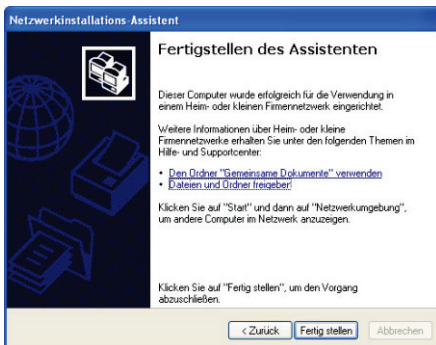 Netzwerkinstallations-Assistent
Fertigstellen des Assistenten
Dieser Computer wurde erfolgreich für die Verwendung in
einem Heim- oder kleinen Firmennetzwerk eingerichtet.
Weitere Informationen über Heim- oder kleine
Firmennetzwerke erhalten Sie unter den folgenden Themen im
Hilfe- und Supportcenter:
• Den Ordner "Gemeinsame Dokumente" verwenden
• Dateien und Ordner freigeben
Klicken Sie auf "Start" und dann auf "Netzwerkumgebung",
um andere Computer im Netzwerk anzuzeigen.
Klicken Sie auf "Fertig stellen", um den Vorgang
abzuschließen.
< Zurück Fertig stellen Abbrechen